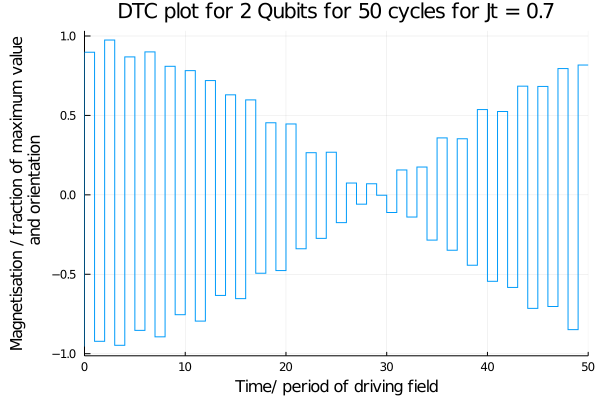 DTC plot for 2 Qubits for 50 cycles for Jt = 0.7
Magnetisation / fraction of maximum value
and orientation
1.0
0.5
0.0
−0.5
−1.0
0 10 20 30 40 50
Time/ period of driving field